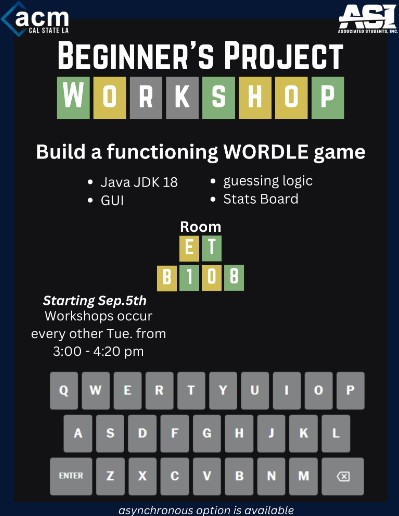 acm
CAL STATE LA
ASI
ASSOCIATED STUDENTS, INC.
BEGINNER'S PROJECT
WORKSHOP
Build a functioning WORDLE game
• Java JDK 18
• GUI
• guessing logic
• Stats Board
Room
ET
B108
Starting Sep.5th
Workshops occur
every other Tue. from
3:00 - 4:20 pm
Q W E R T Y U I O P
A S D F G H J K L
ENTER Z X C V B N M
asynchronous option is available